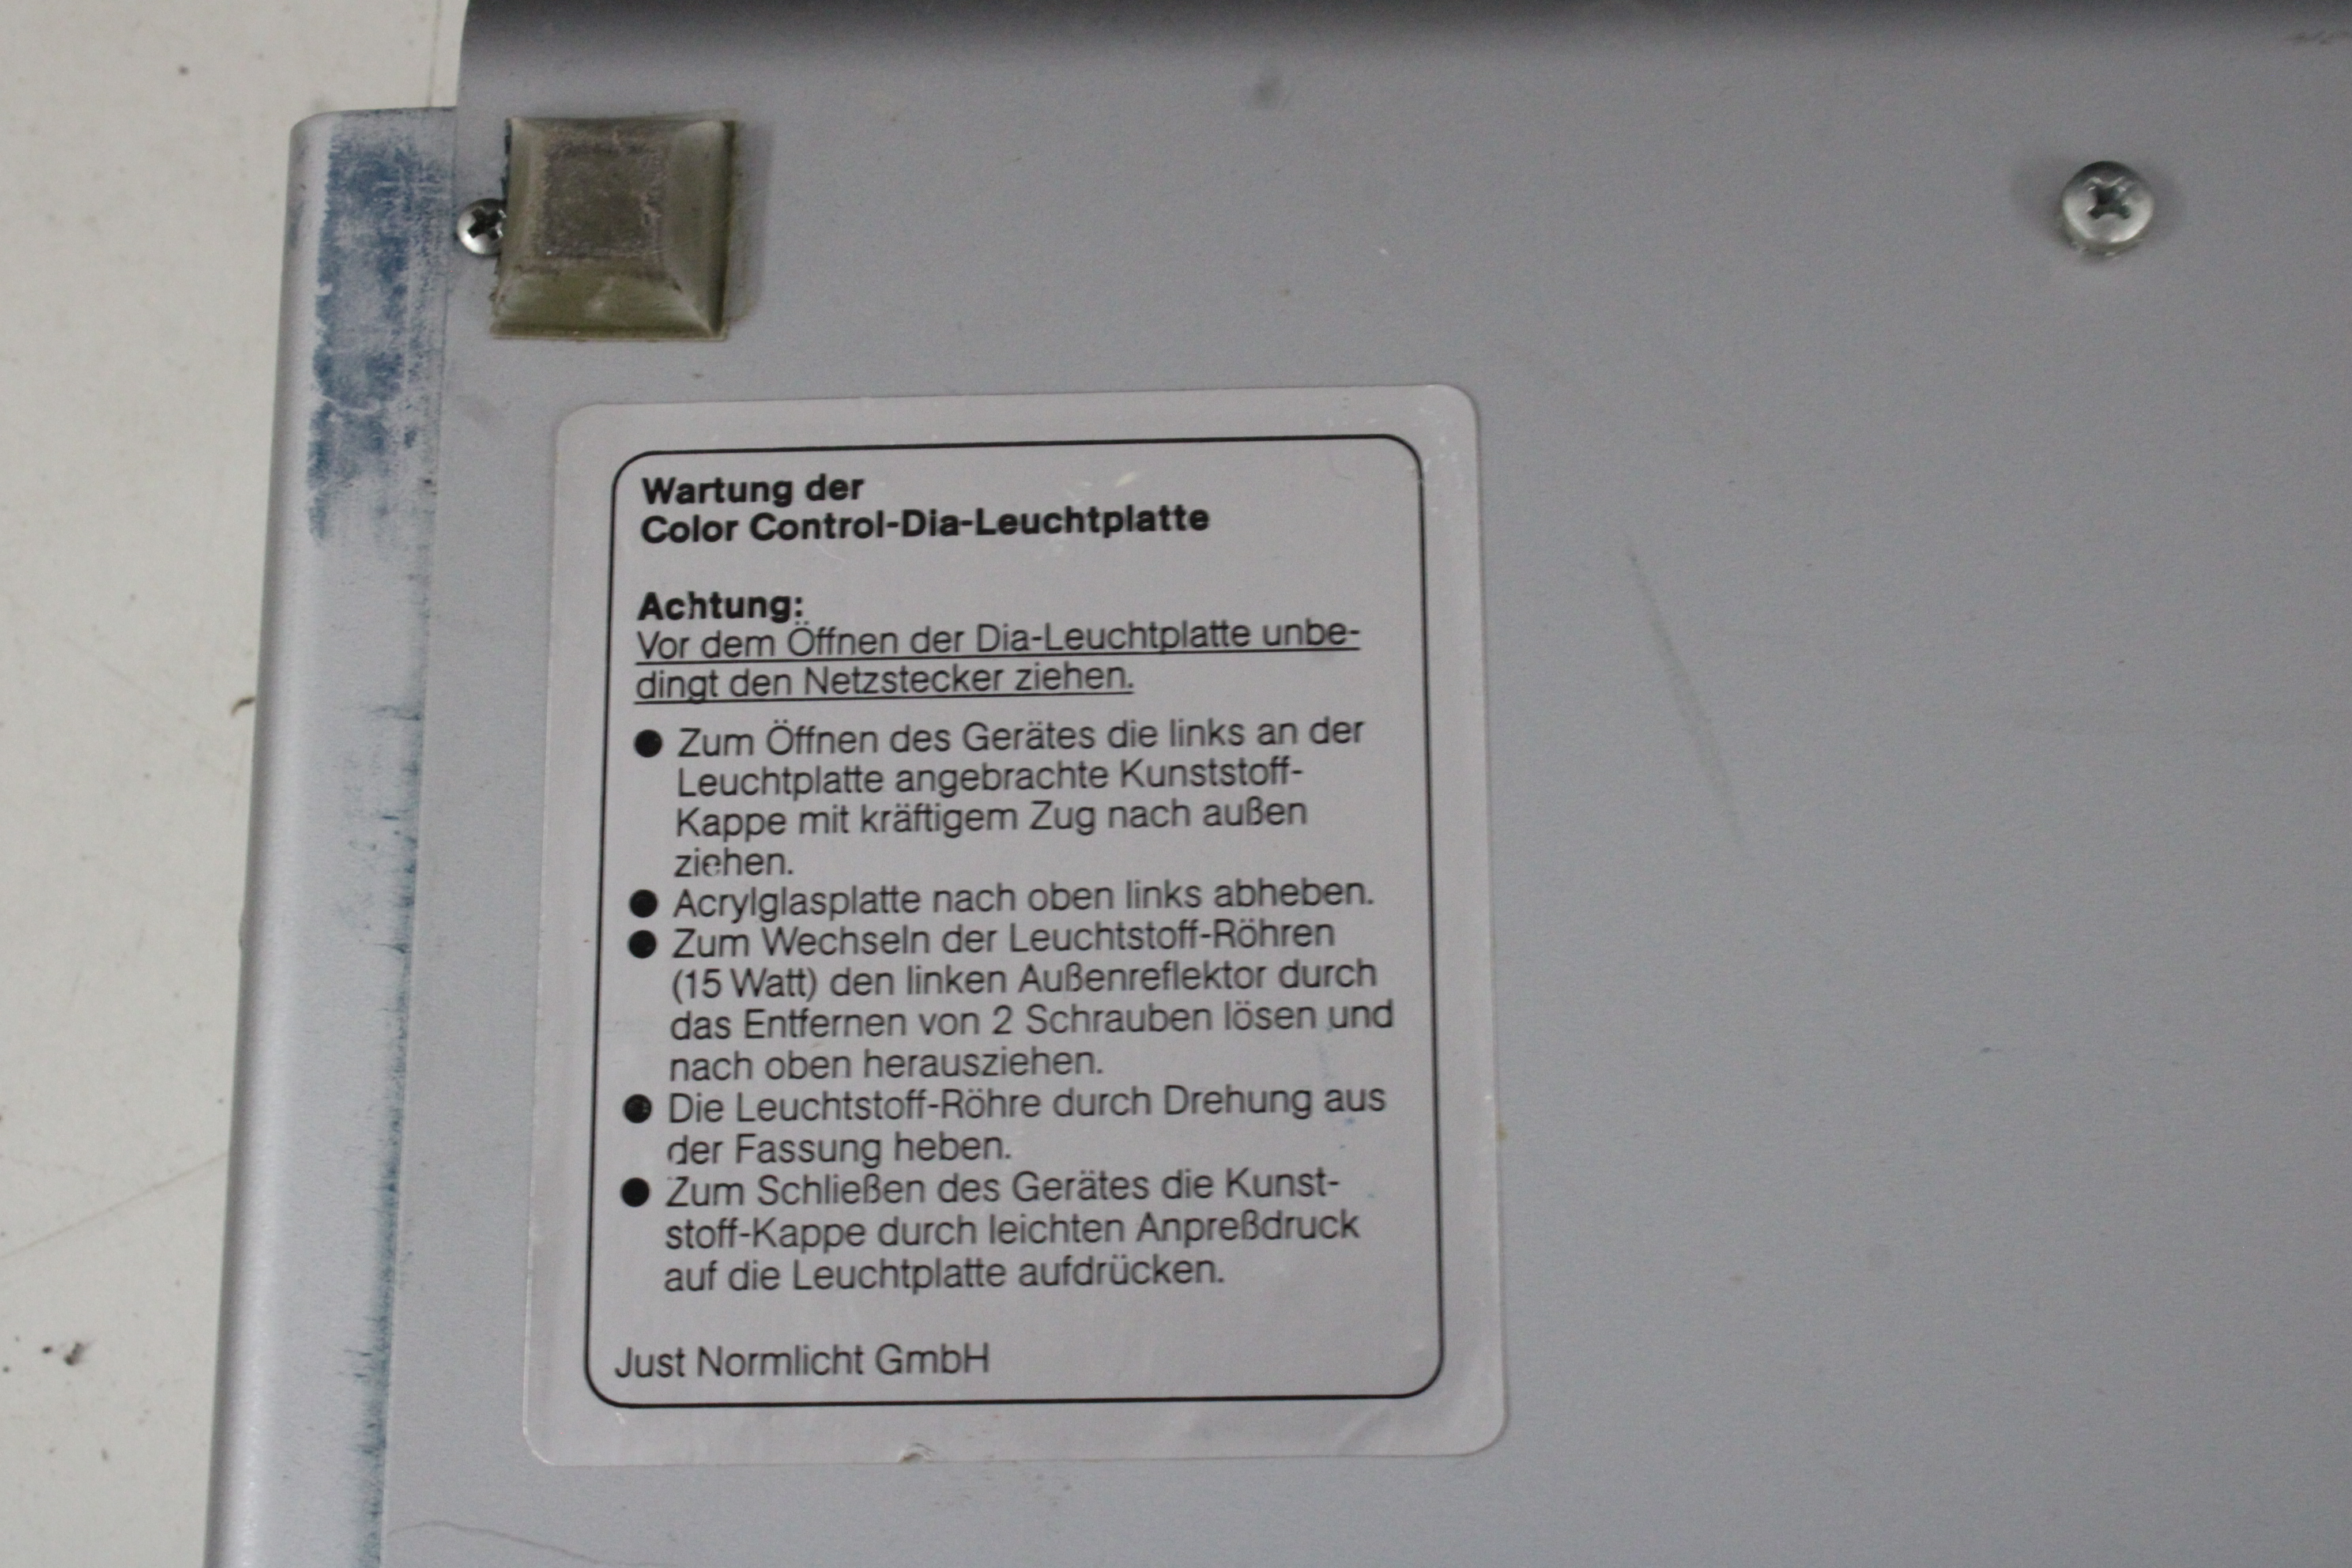 Wartung der
Color Control-Dia-Leuchtplatte
Achtung:
Vor dem Öffnen der Dia-Leuchtplatte unbe-
dingt den Netzstecker ziehen.
● Zum Öffnen des Gerätes die links an der
Leuchtplatte angebrachte Kunststoff-
Kappe mit kräftigem Zug nach außen
ziehen.
● Acrylglasplatte nach oben links abheben.
● Zum Wechseln der Leuchtstoff-Röhren
(15 Watt) den linken Außenreflektor durch
das Entfernen von 2 Schrauben lösen und
nach oben herausziehen.
● Die Leuchtstoff-Röhre durch Drehung aus
der Fassung heben.
● Zum Schließen des Gerätes die Kunst-
stoff-Kappe durch leichten Anpreßdruck
auf die Leuchtplatte aufdrücken.
Just Normlicht GmbH